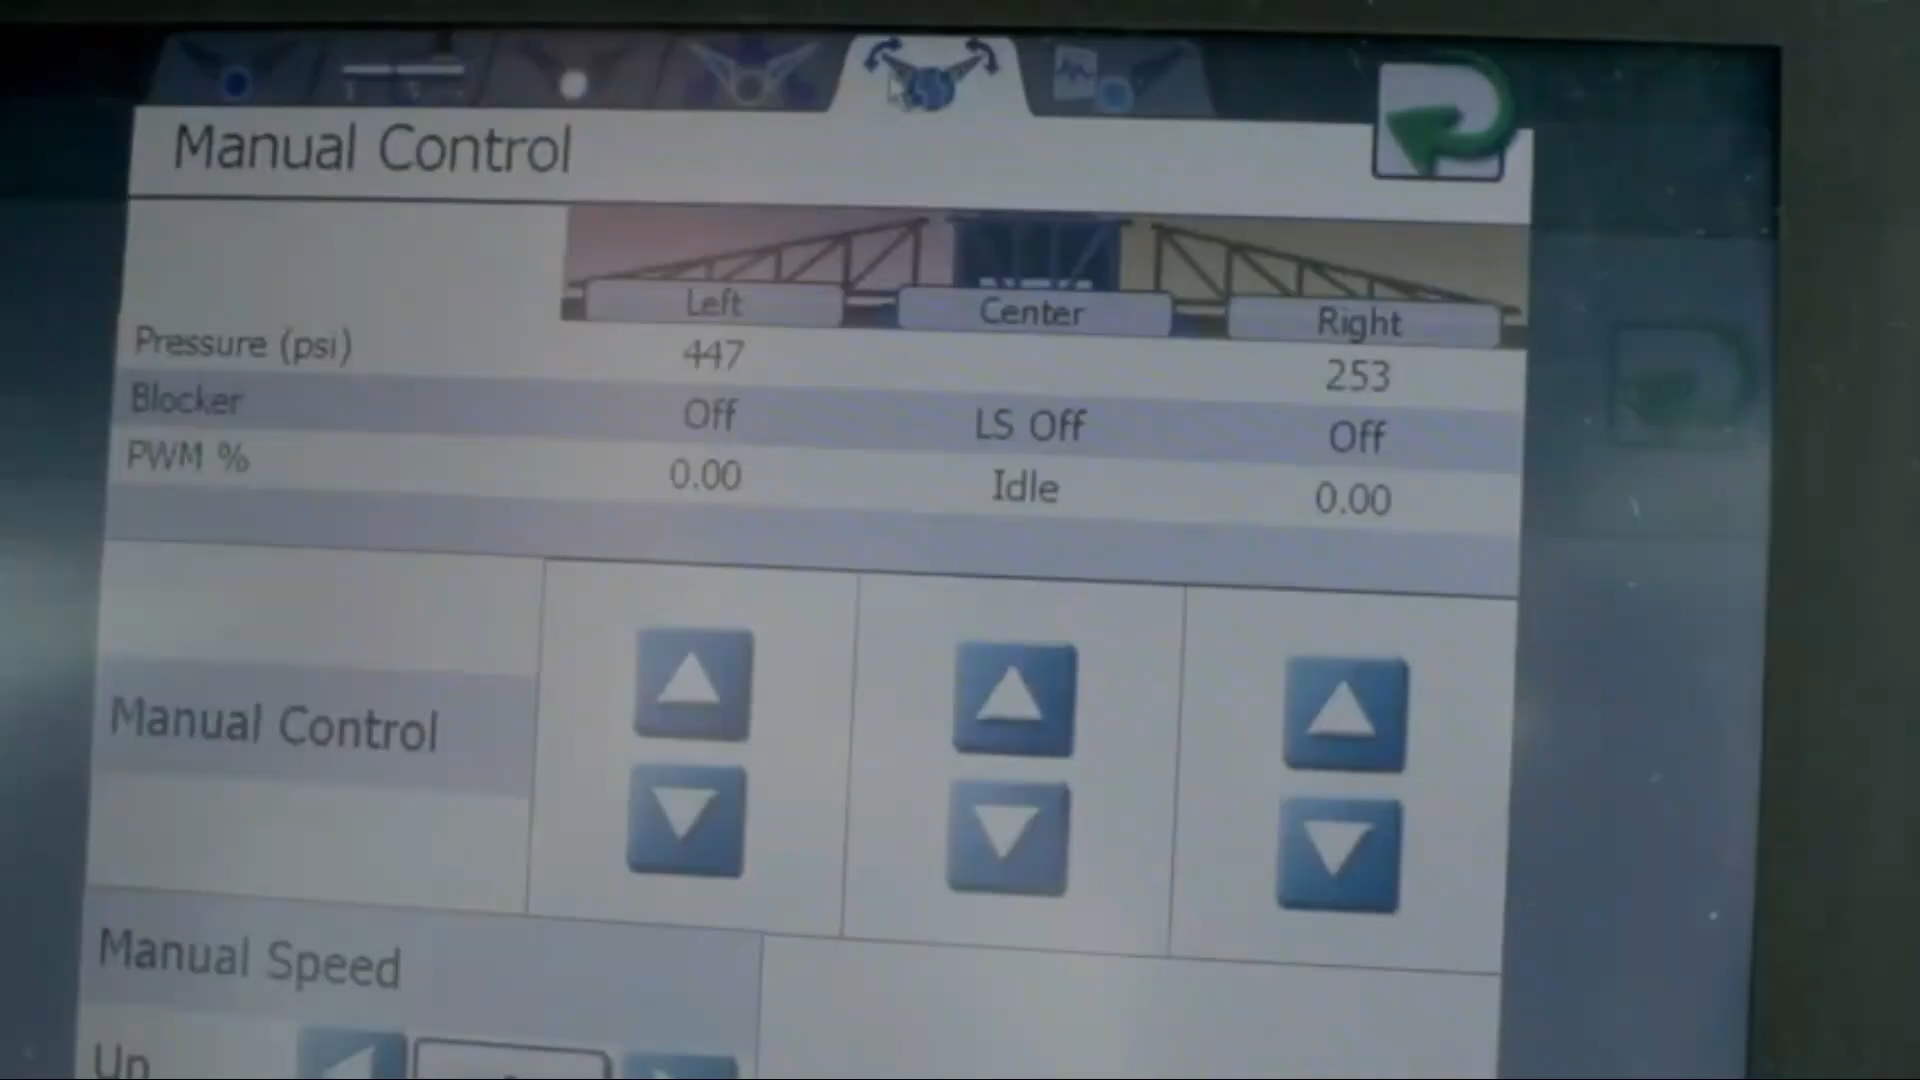 Manual Control
Left Center Right
Pressure (psi) 447 253
Blocker Off LS Off Off
PWM % 0.00 Idle 0.00
Manual Control
Manual Speed
Up